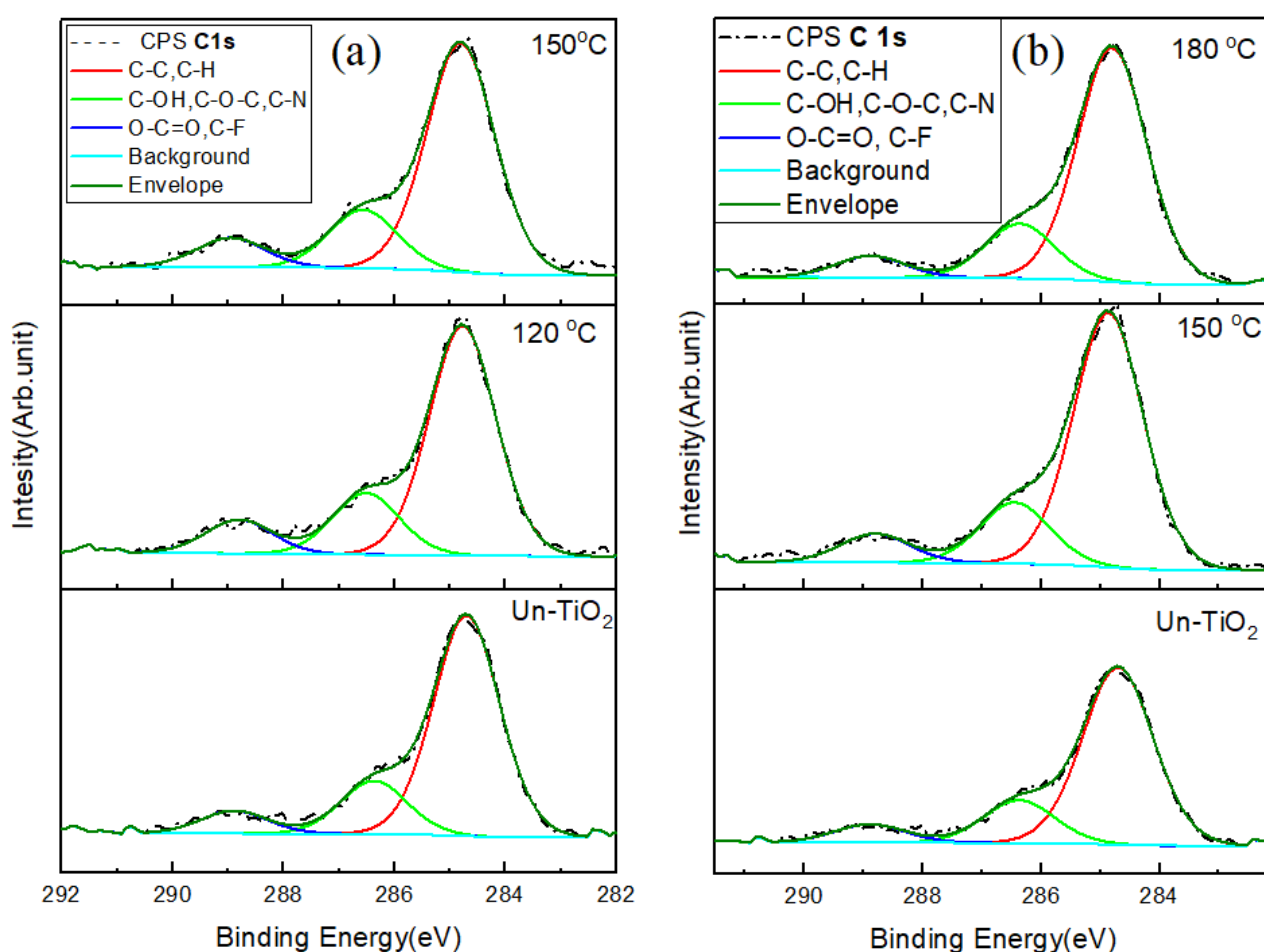 CPS C1s
C-C,C-H
C-OH,C-O-C,C-N
O-C=O,C-F
Background
Envelope
(a)
150°C
120 °C
Un-TiO₂
Intesity(Arb.unit)
292 290 288 286 284 282
Binding Energy(eV)
CPS C 1s
C-C,C-H
C-OH,C-O-C,C-N
O-C=O, C-F
Background
Envelope
(b)
180 °C
150 °C
Un-TiO₂
Intensity(Arb.unit)
290 288 286 284
Binding Energy(eV)